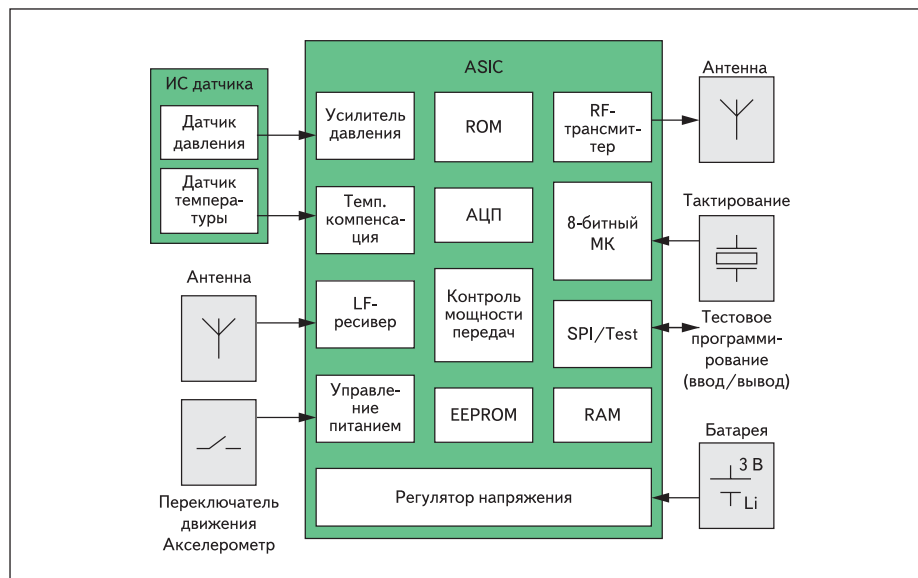 ASIC
ИС датчика
Датчик
давления
Датчик
темпера-
туры
Усилитель
давления
ROM
RF-
трансмит-
тер
Антенна
Темп.
компенса-
ция
АЦП
8-битный
МК
Тактирование
Антенна
LF-
ресивер
Контроль
мощности
передач
SPI/Test
Тестовое
программи-
рование
(ввод/вывод)
Управле-
ние
питанием
EEPROM
RAM
Батарея
3 В
Li
Переключатель
движения
Акселерометр
Регулятор напряжения